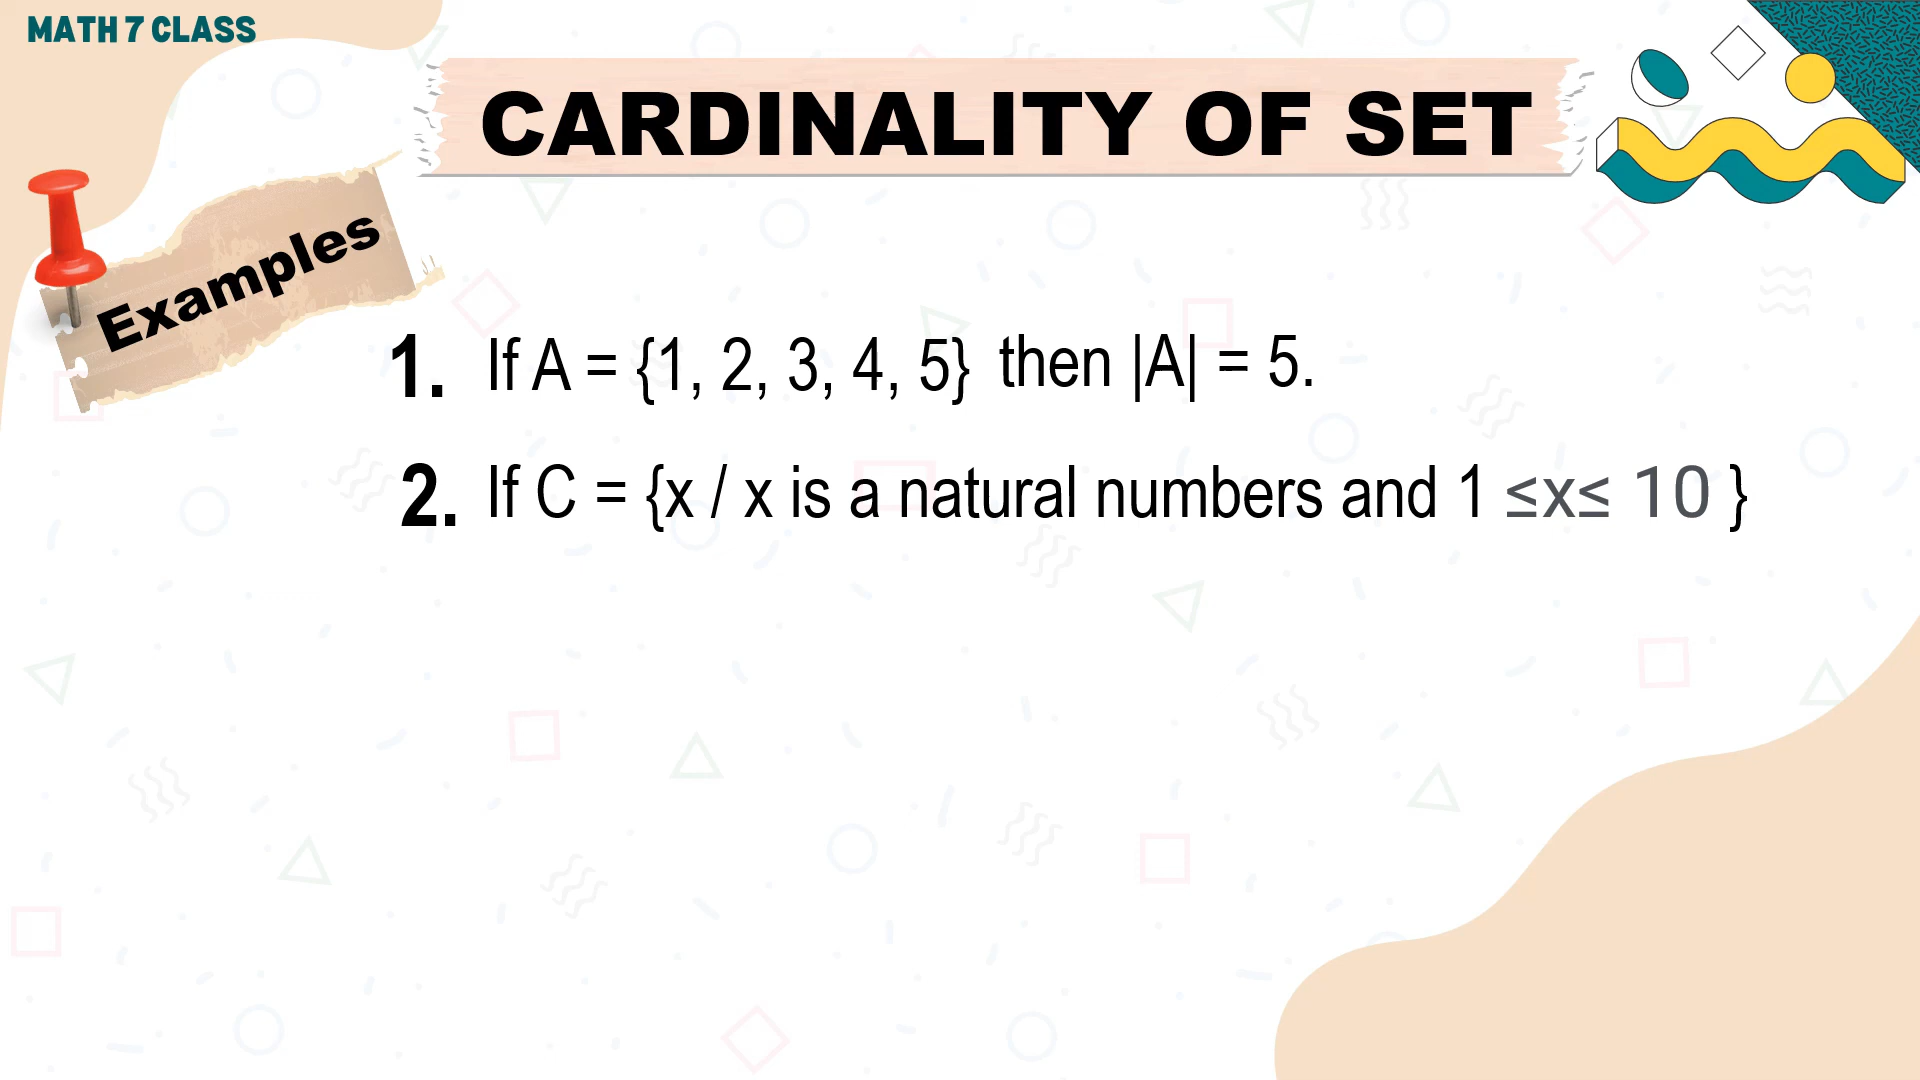 MATH 7 CLASS
CARDINALITY OF SET
Examples
1. If A = {1, 2, 3, 4, 5} then |A| = 5.
2. If C = {x / x is a natural numbers and 1 ≤x≤ 10 }